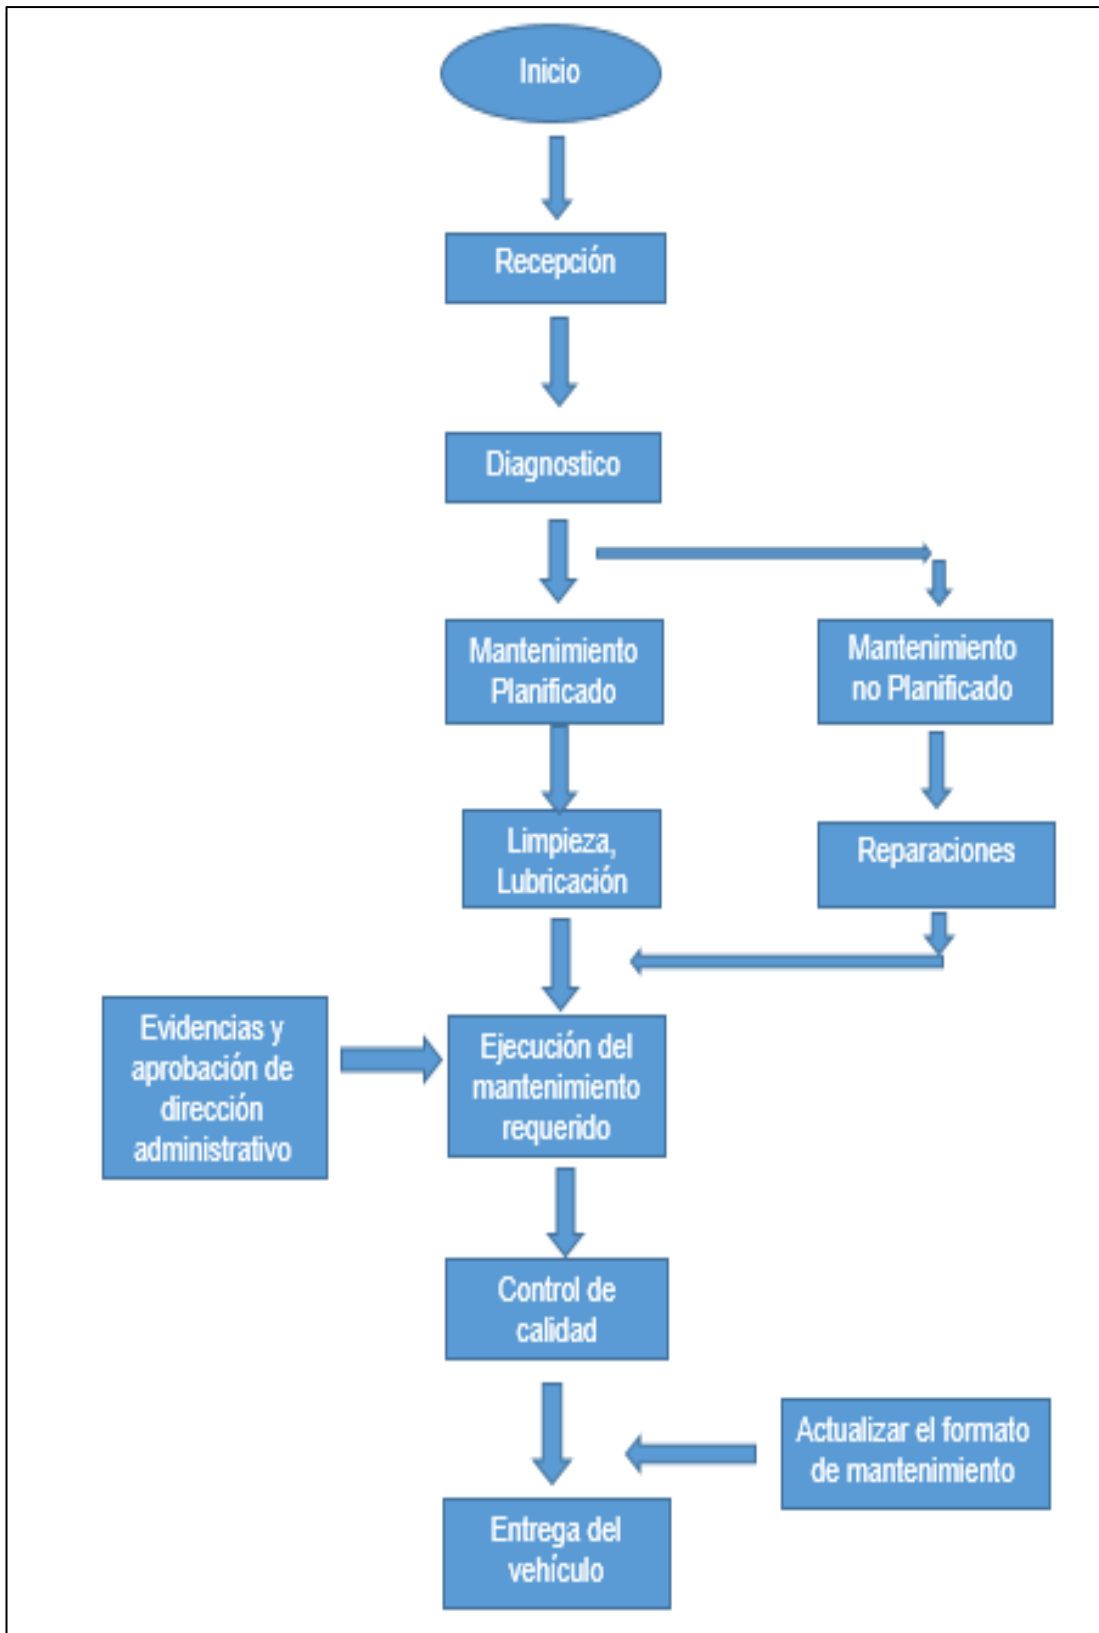 Inicio
Recepción
Diagnostico
Mantenimiento
Planificado
Mantenimiento
no Planificado
Limpieza,
Lubricación
Reparaciones
Evidencias y
aprobación de
dirección
administrativo
Ejecución del
mantenimiento
requerido
Control de
calidad
Actualizar el formato
de mantenimiento
Entrega del
vehículo